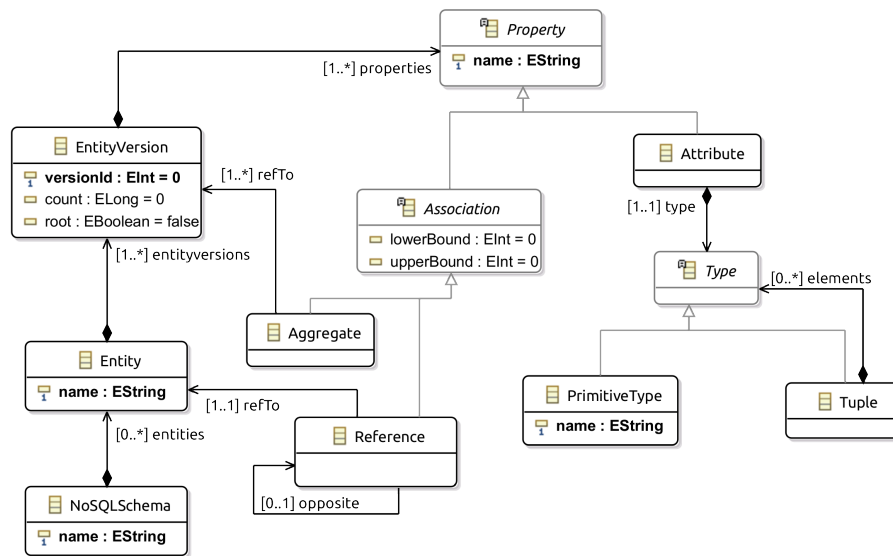 Property
name : EString
[1..*] properties
EntityVersion
versionId : EInt = 0
count : ELong = 0
root : EBoolean = false
[1..*] refTo
Attribute
[1..1] type
Association
lowerBound : EInt = 0
upperBound : EInt = 0
[1..*] entityversions
Type
[0..*] elements
Aggregate
Entity
name : EString
[1..1] refTo
PrimitiveType
name : EString
Tuple
[0..*] entities
Reference
[0..1] opposite
NoSQLSchema
name : EString